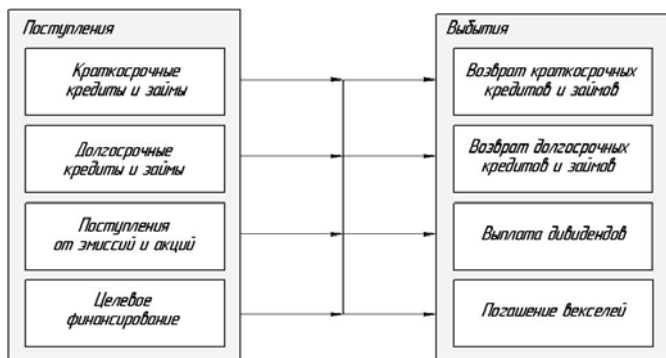 Поступления
Краткосрочные
кредиты и займы
Долгосрочные
кредиты и займы
Поступления
от эмиссий и акций
Целевое
финансирование
Выбытия
Возврат краткосрочных
кредитов и займов
Возврат долгосрочных
кредитов и займов
Выплата дивидендов
Погашение векселей